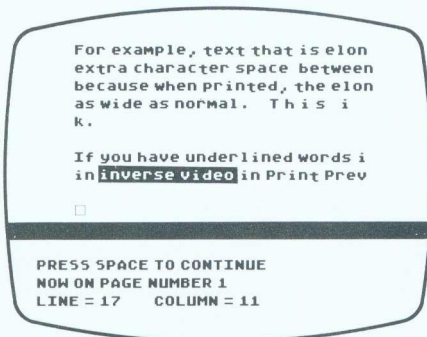 For example, text that is elon
extra character space between
because when printed, the elon
as wide as normal.  T h i s  i
k.
If you have underlined words i
in inverse video in Print Prev
PRESS SPACE TO CONTINUE
NOW ON PAGE NUMBER 1
LINE = 17    COLUMN = 11